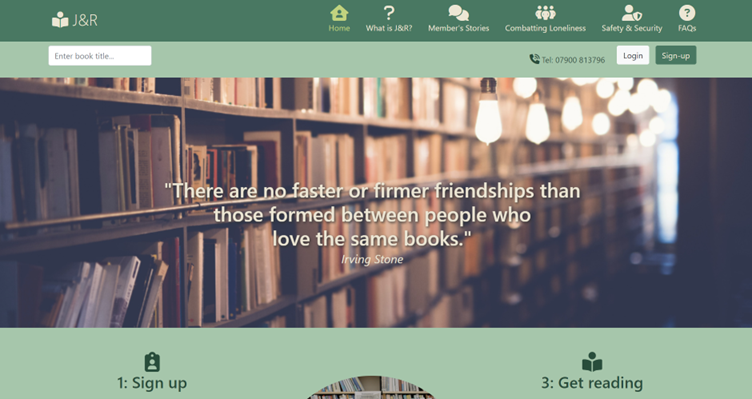 J&R
Home
What is J&R?
Member's Stories
Combatting Loneliness
Safety & Security
FAQs
Enter book title...
Tel: 07900 813796
Login
Sign-up
"There are no faster or firmer friendships than
those formed between people who
love the same books."
Irving Stone
1: Sign up
3: Get reading